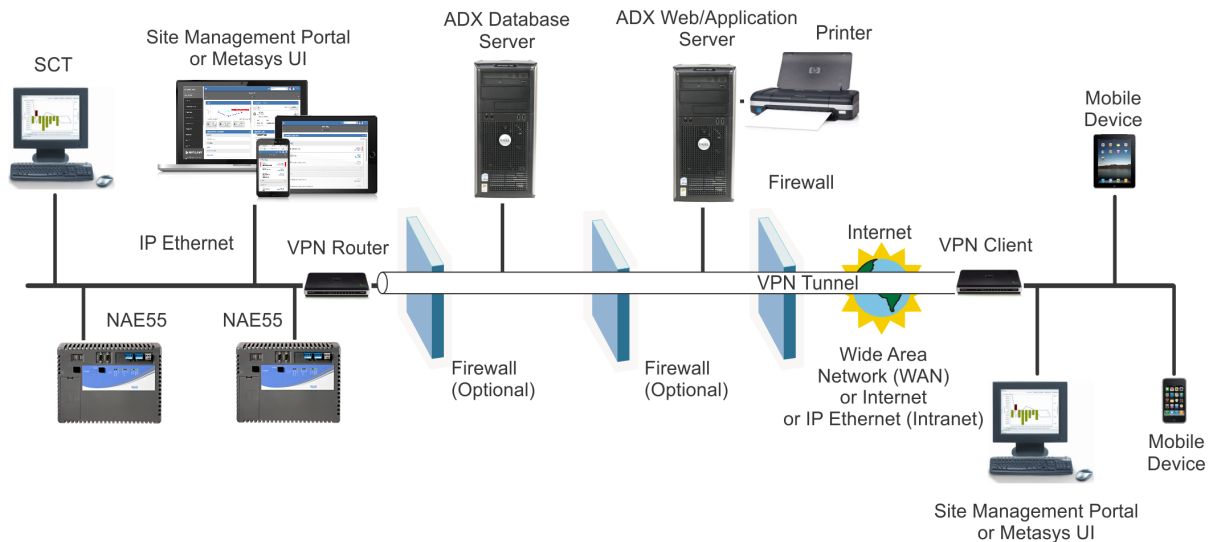 ADX Database
Server
ADX Web/Application
Server
Printer
Site Management Portal
or Metasys UI
SCT
Mobile
Device
Firewall
IP Ethernet
VPN Router
Internet
VPN Client
VPN Tunnel
NAE55
NAE55
Firewall
(Optional)
Firewall
(Optional)
Wide Area
Network (WAN)
or Internet
or IP Ethernet (Intranet)
Mobile
Device
Site Management Portal
or Metasys UI